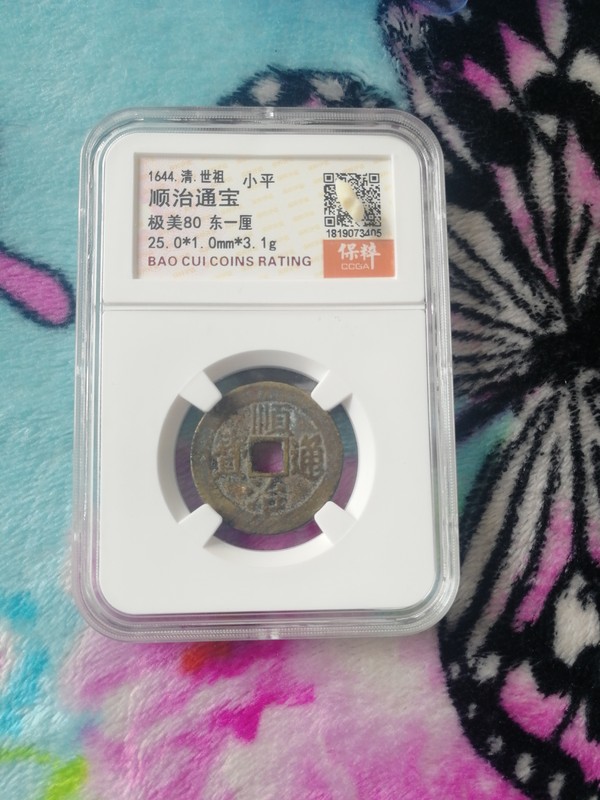 1644.清.世祖 小平
顺治通宝
极美80 东一厘
25.0*1.0mm*3.1g
BAO CUI COINS RATING
1819073405
保粹
CCGA
順
寳 通
治